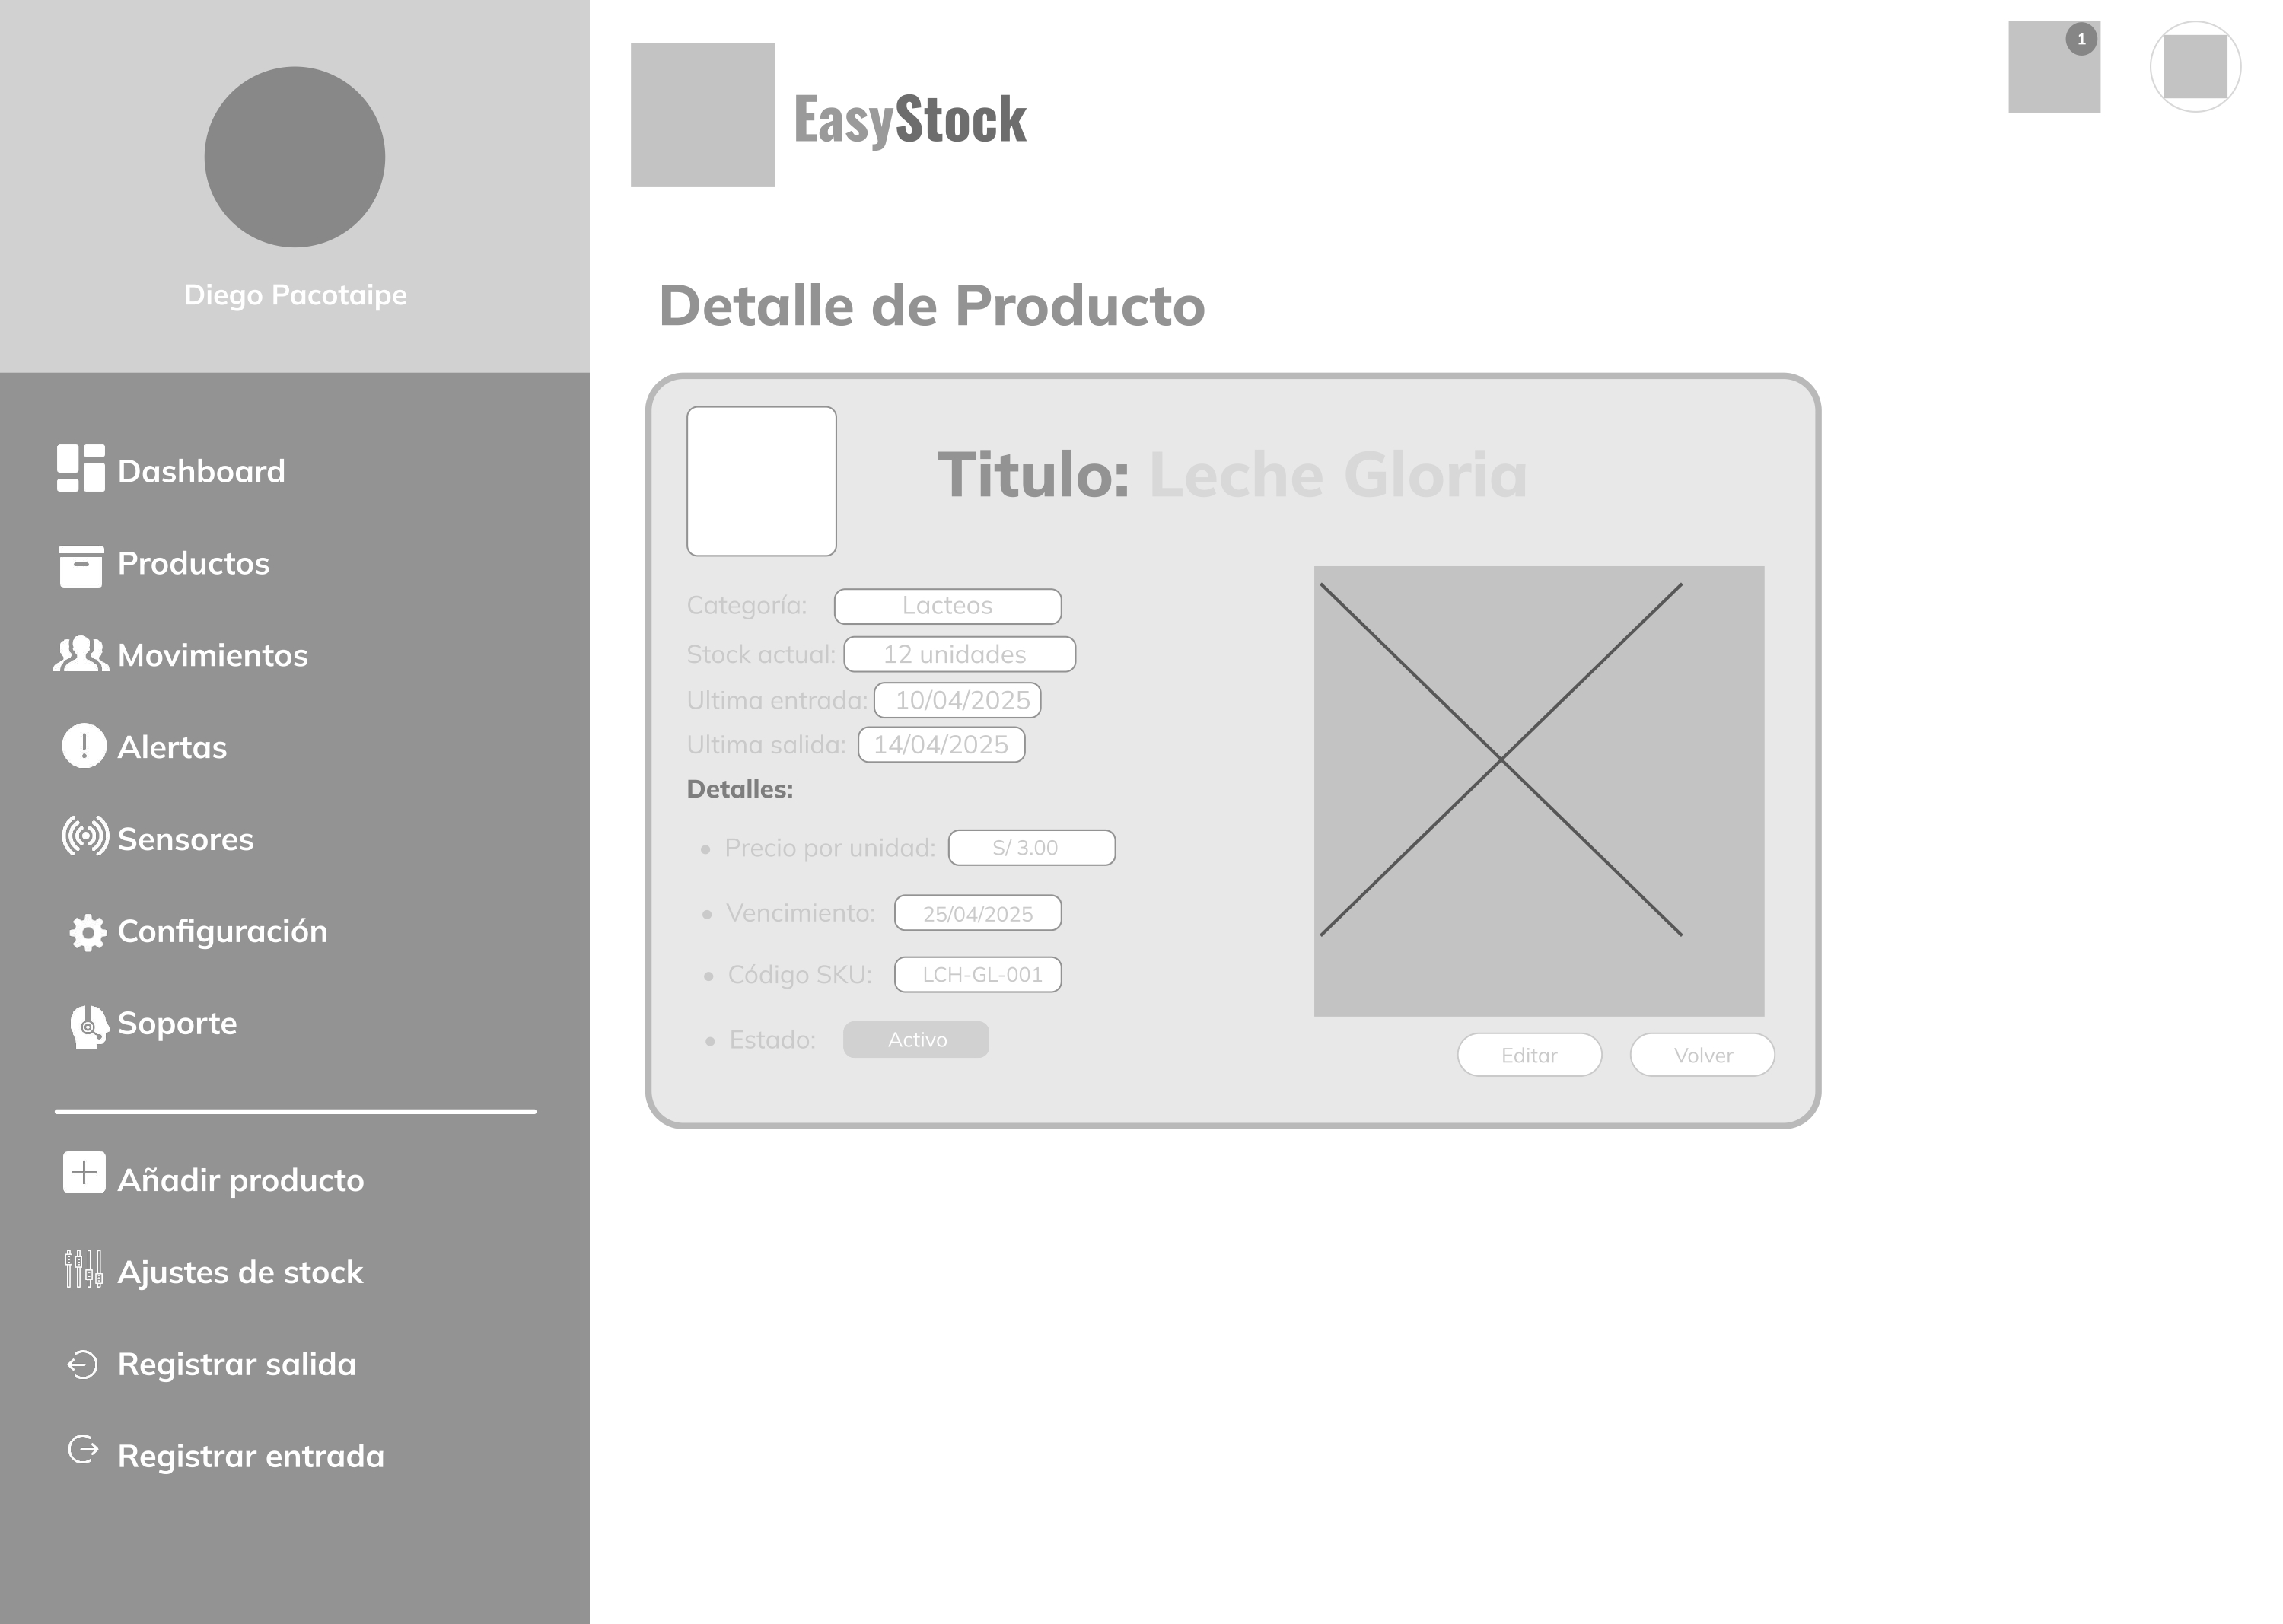 Diego Pacotaipe
Dashboard
Productos
Movimientos
Alertas
Sensores
Configuración
Soporte
Añadir producto
Ajustes de stock
Registrar salida
Registrar entrada
EasyStock
1
Detalle de Producto
Titulo: Leche Gloria
Categoría: Lacteos
Stock actual: 12 unidades
Ultima entrada: 10/04/2025
Ultima salida: 14/04/2025
Detalles:
• Precio por unidad: S/ 3.00
• Vencimiento: 25/04/2025
• Código SKU: LCH-GL-001
• Estado: Activo
Editar Volver